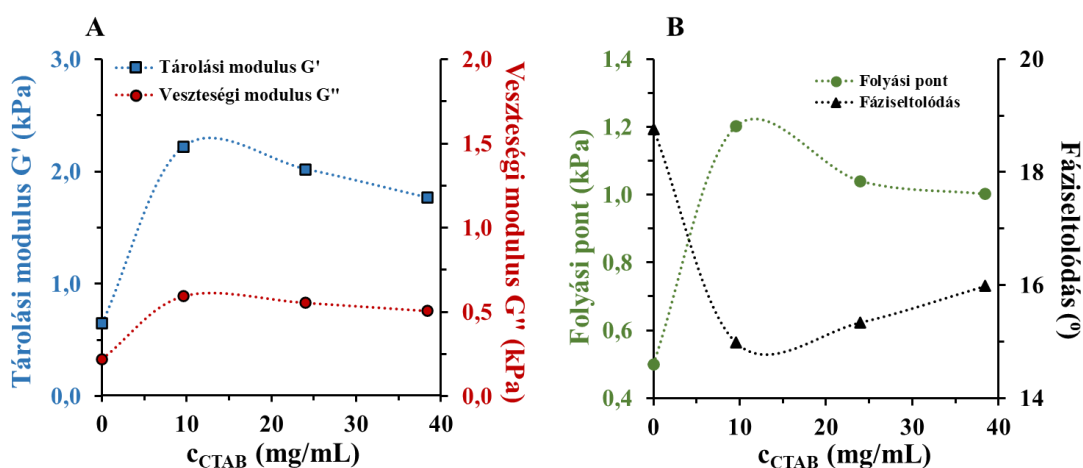 A
Tárolási modulus G' (kPa)
3,0
2,0
1,0
0,0
Tárolási modulus G'
Veszteségi modulus G"
2,0
1,5
1,0
0,5
0,0
Veszteségi modulus G" (kPa)
0 10 20 30 40
cCTAB (mg/mL)
B
Folyási pont (kPa)
1,4
1,2
1,0
0,8
0,6
0,4
Folyási pont
Fáziseltolódás
20
18
16
14
Fáziseltolódás (º)
0 10 20 30 40
cCTAB (mg/mL)